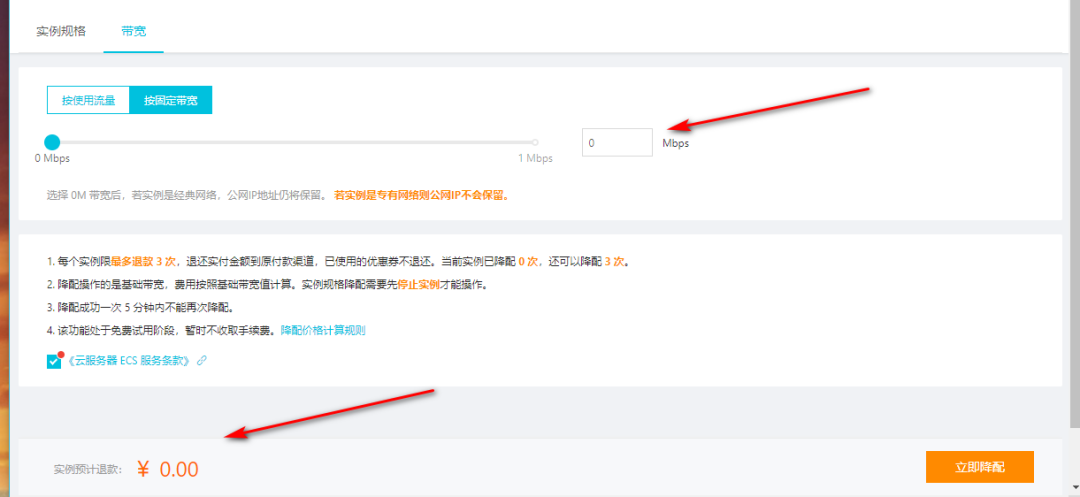 实例规格 带宽
按使用流量 按固定带宽
0 Mbps
0 Mbps 1 Mbps
选择 0M 带宽后，若实例是经典网络，公网IP地址仍将保留。 若实例是专有网络则公网IP不会保留。
1. 每个实例限最多退款 3 次，退还实付金额到原付款渠道，已使用的优惠券不退还。当前实例已降配 0 次，还可以降配 3 次。
2. 降配操作的是基础带宽，费用按照基础带宽值计算。实例规格降配需要先停止实例才能操作。
3. 降配成功一次 5 分钟内不能再次降配。
4. 该功能处于免费试用阶段，暂时不收取手续费。降配价格计算规则
《云服务器 ECS 服务条款》
实例预计退款： ¥ 0.00 立即降配